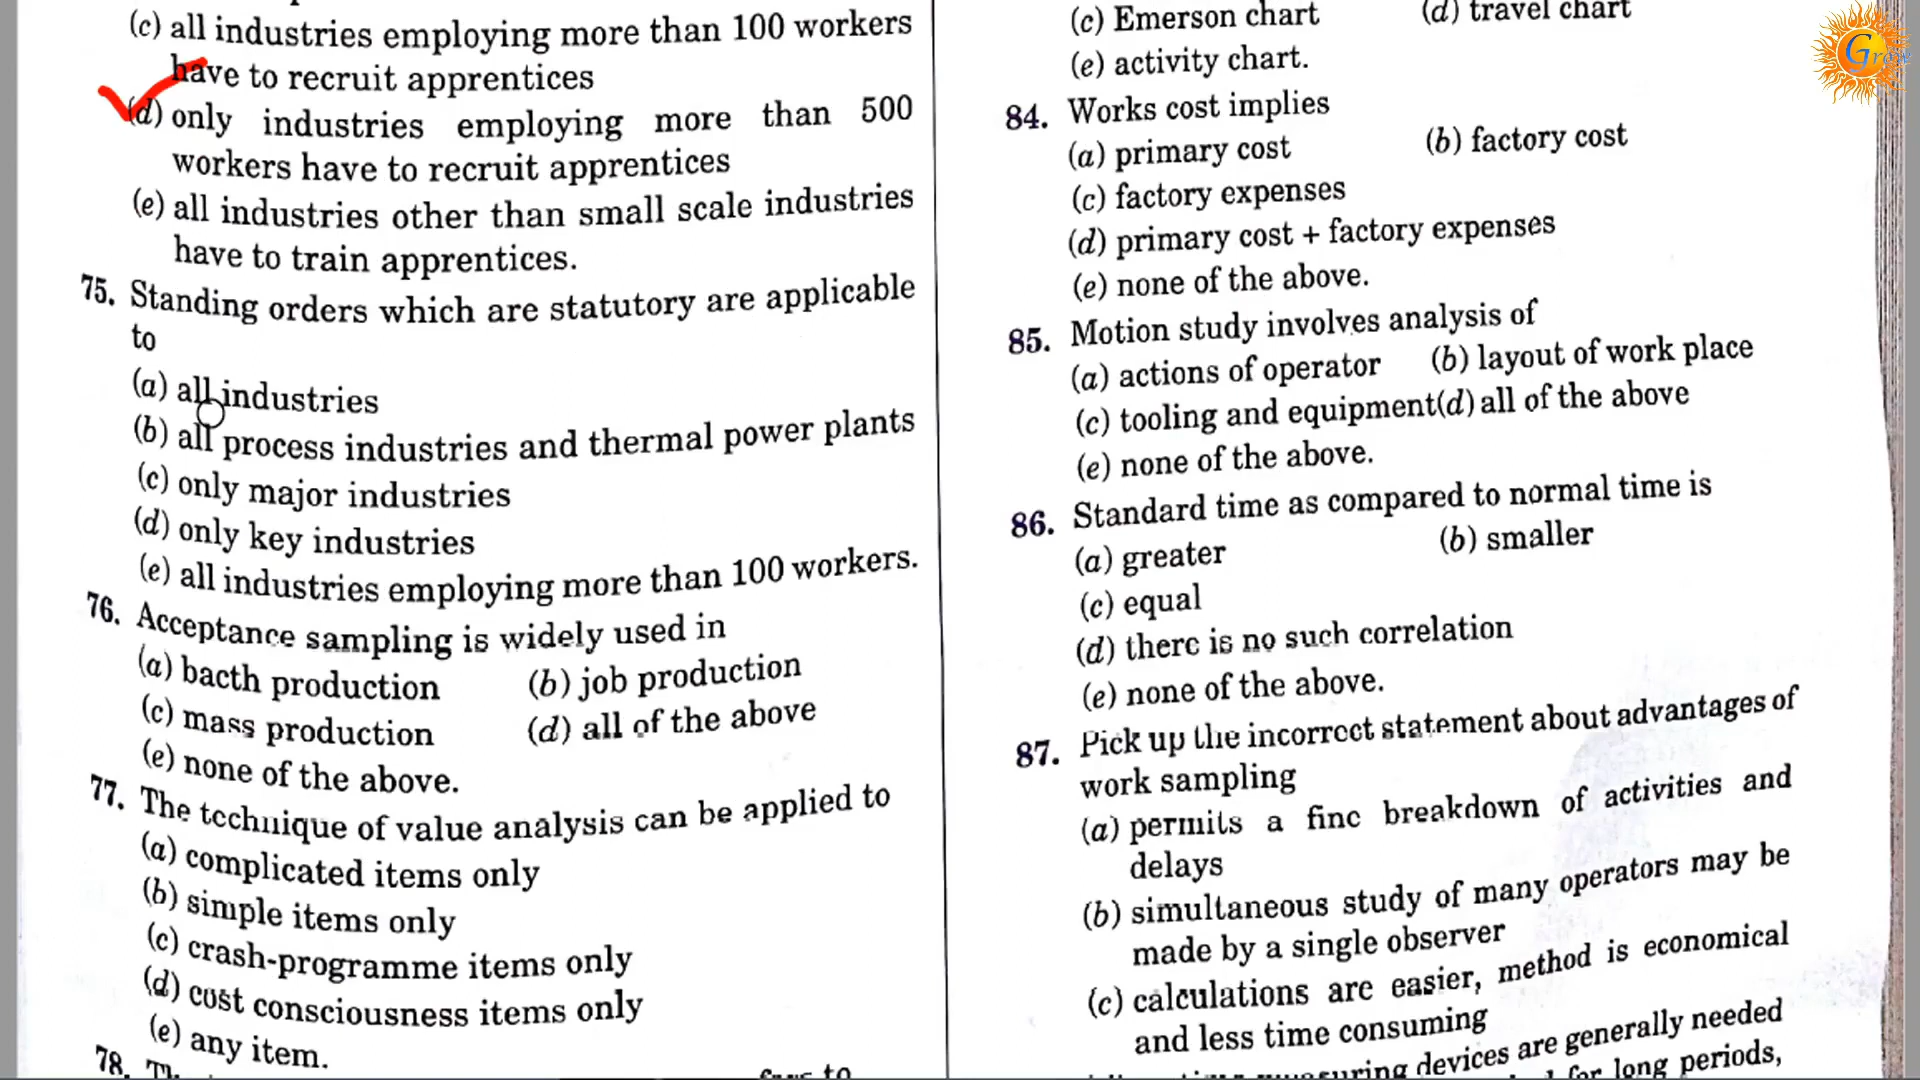 (c) all industries employing more than 100 workers
have to recruit apprentices
(d) only industries employing more than 500
workers have to recruit apprentices
(e) all industries other than small scale industries
have to train apprentices.
75. Standing orders which are statutory are applicable
to
(a) all industries
(b) all process industries and thermal power plants
(c) only major industries
(d) only key industries
(e) all industries employing more than 100 workers.
76. Acceptance sampling is widely used in
(a) bacth production (b) job production
(c) mass production (d) all of the above
(e) none of the above.
77. The technique of value analysis can be applied to
(a) complicated items only
(b) simple items only
(c) crash-programme items only
(d) cost consciousness items only
(e) any item.
78.
(c) Emerson chart (d) travel chart
(e) activity chart.
84. Works cost implies
(a) primary cost (b) factory cost
(c) factory expenses
(d) primary cost + factory expenses
(e) none of the above.
85. Motion study involves analysis of
(a) actions of operator (b) layout of work place
(c) tooling and equipment (d) all of the above
(e) none of the above.
86. Standard time as compared to normal time is
(a) greater (b) smaller
(c) equal
(d) there is no such correlation
(e) none of the above.
87. Pick up the incorrect statement about advantages of
work sampling
(a) permits a fine breakdown of activities and
delays
(b) simultaneous study of many operators may be
made by a single observer
(c) calculations are easier, method is economical
and less time consuming
devices are generally needed
for long periods,
Grow